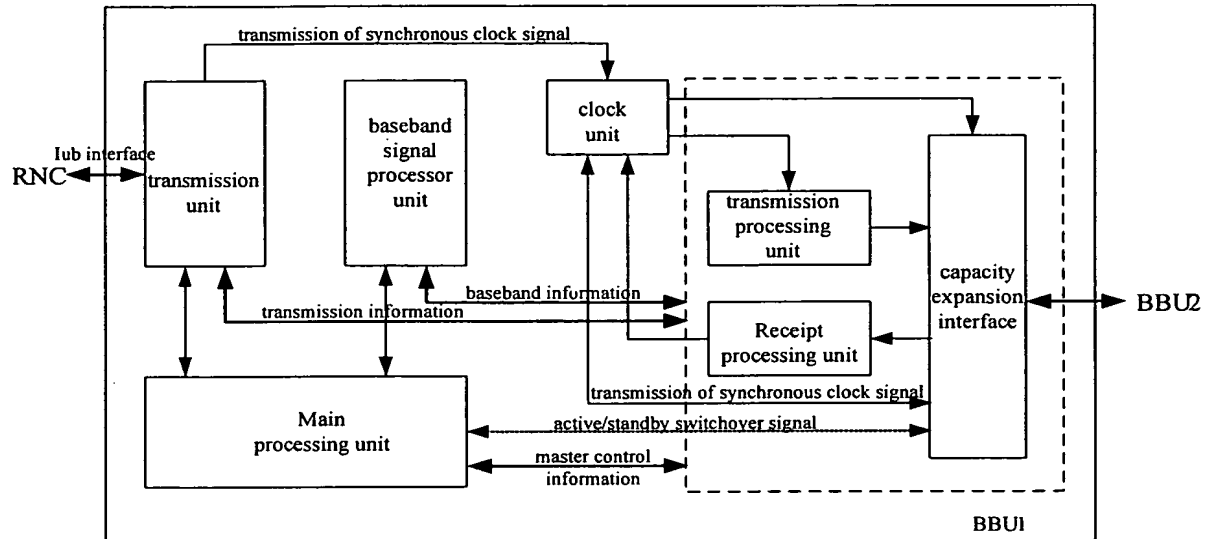 transmission of synchronous clock signal
clock
unit
baseband
signal
processor
unit
Iub interface
RNC
transmission
unit
transmission
processing
unit
capacity
expansion
interface
BBU2
baseband information
transmission information
Receipt
processing unit
transmission of synchronous clock signal
Main
processing unit
active/standby switchover signal
master control
information
BBU1